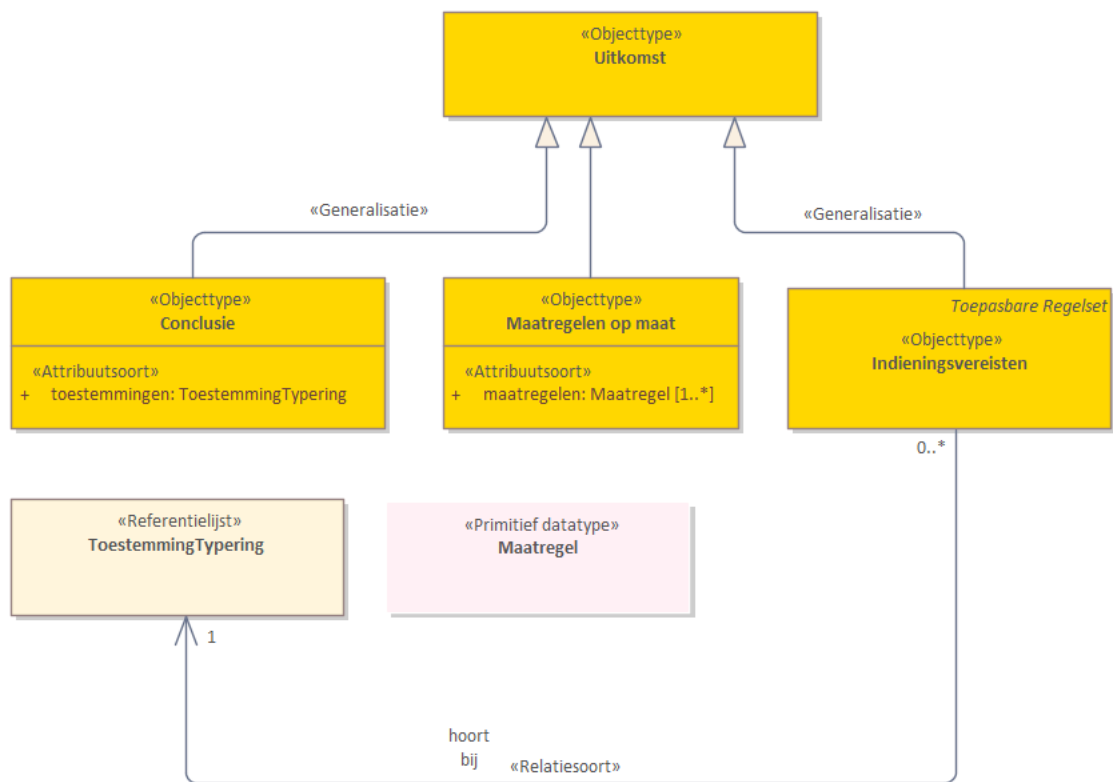 «Objecttype»
Uitkomst
«Generalisatie»
«Generalisatie»
«Objecttype»
Conclusie
«Attribuutsoort»
+ toestemmingen: ToestemmingTypering
«Objecttype»
Maatregelen op maat
«Attribuutsoort»
+ maatregelen: Maatregel [1..*]
Toepasbare Regelset
«Objecttype»
Indieningsvereisten
0..*
«Referentielijst»
ToestemmingTypering
«Primitief datatype»
Maatregel
1
hoort
bij
«Relatiesoort»